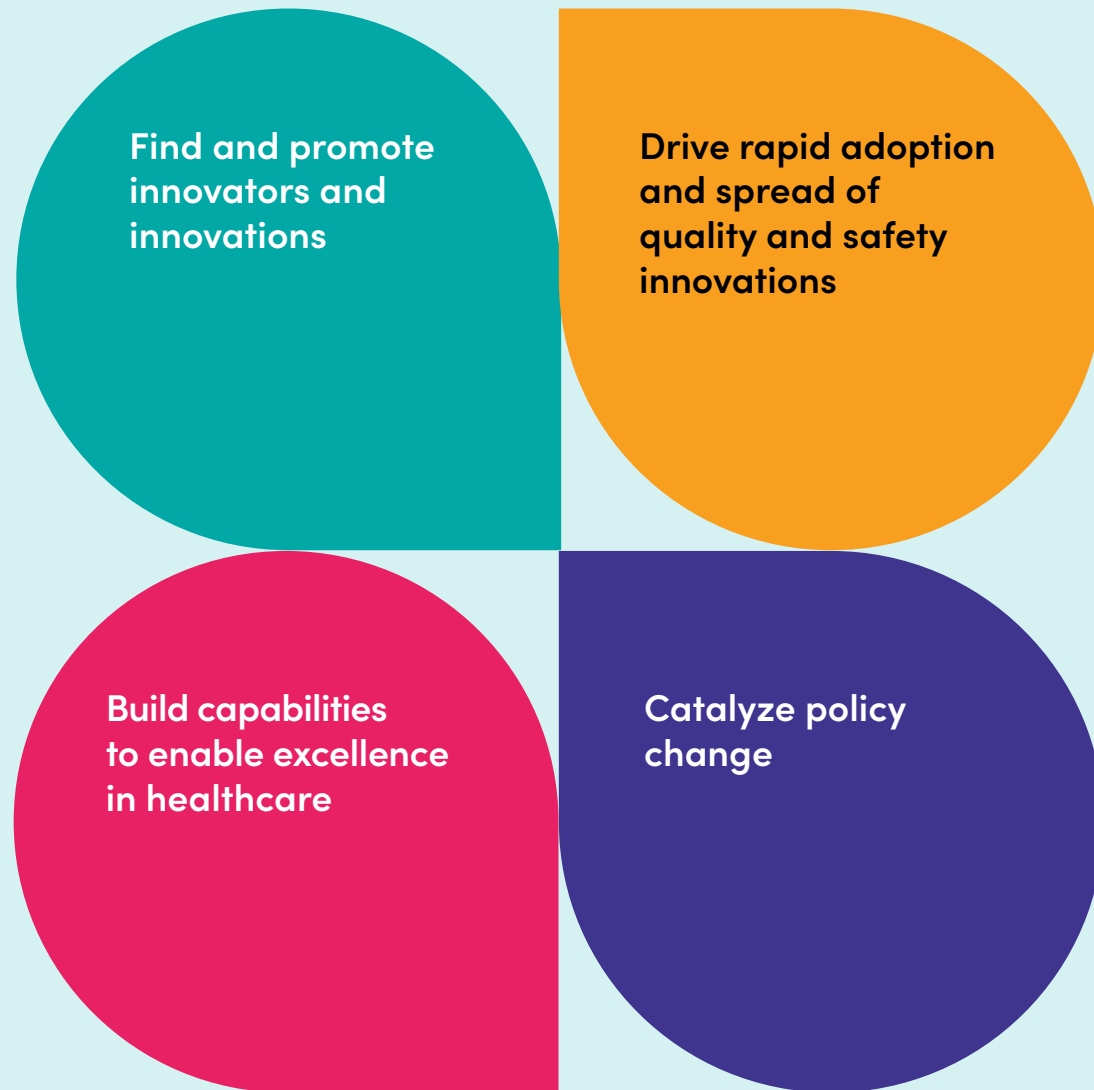 Find and promote
innovators and
innovations
Drive rapid adoption
and spread of
quality and safety
innovations
Build capabilities
to enable excellence
in healthcare
Catalyze policy
change